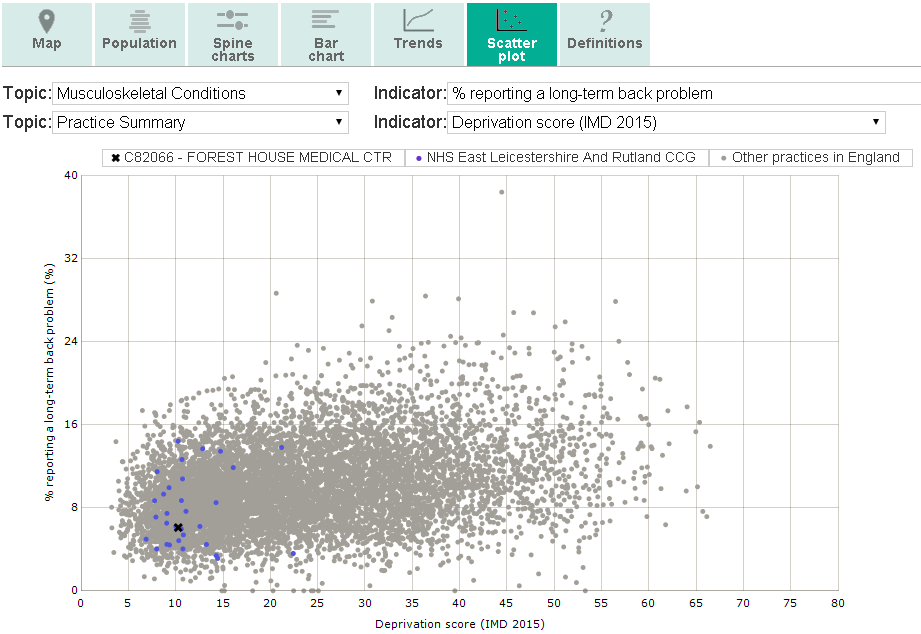 Map
Population
Spine
charts
Bar
chart
Trends
Scatter
plot
?
Definitions
Topic: Musculoskeletal Conditions
Indicator: % reporting a long-term back problem
Topic: Practice Summary
Indicator: Deprivation score (IMD 2015)
C82066 - FOREST HOUSE MEDICAL CTR
NHS East Leicestershire And Rutland CCG
Other practices in England
% reporting a long-term back problem (%)
40
32
24
16
8
0
0 5 10 15 20 25 30 35 40 45 50 55 60 65 70 75 80
Deprivation score (IMD 2015)